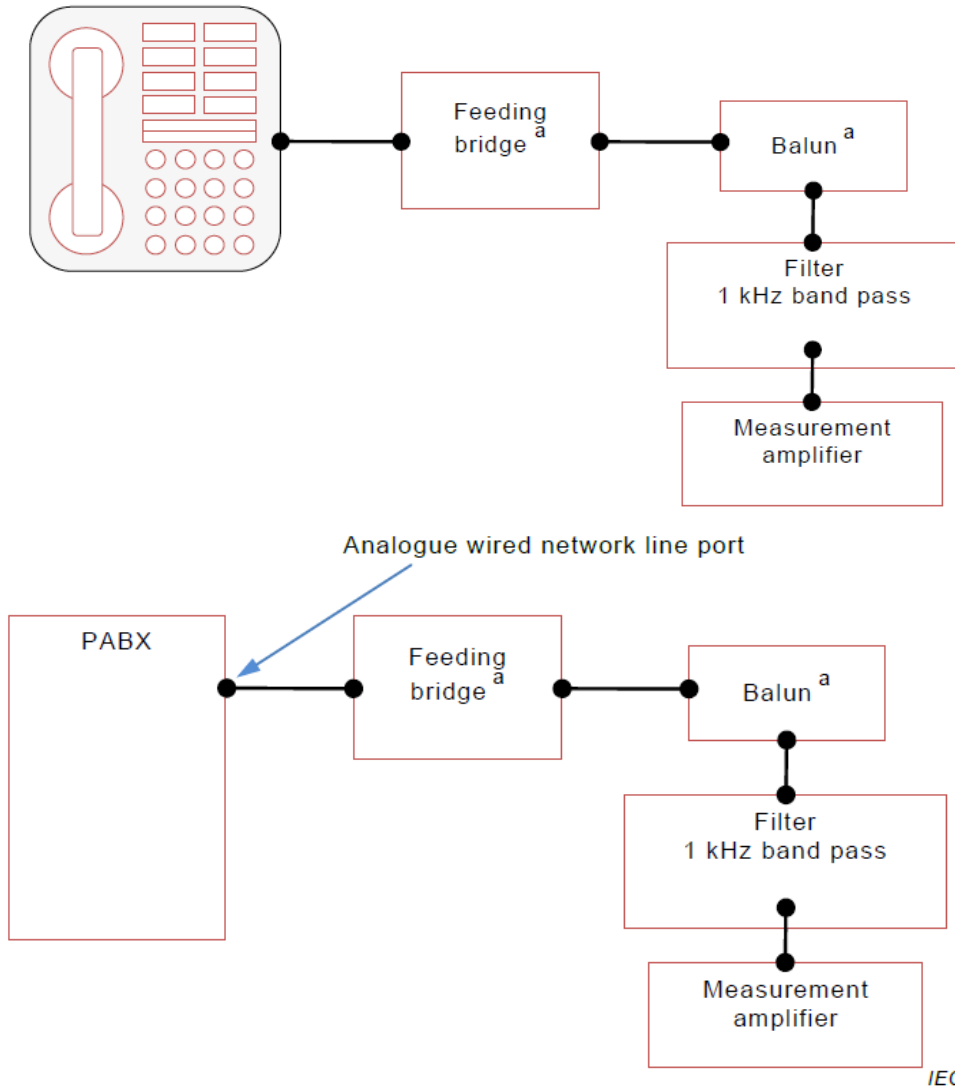 Feeding
bridge a
Balun a
Filter
1 kHz band pass
Measurement
amplifier
Analogue wired network line port
PABX
Feeding
bridge a
Balun a
Filter
1 kHz band pass
Measurement
amplifier